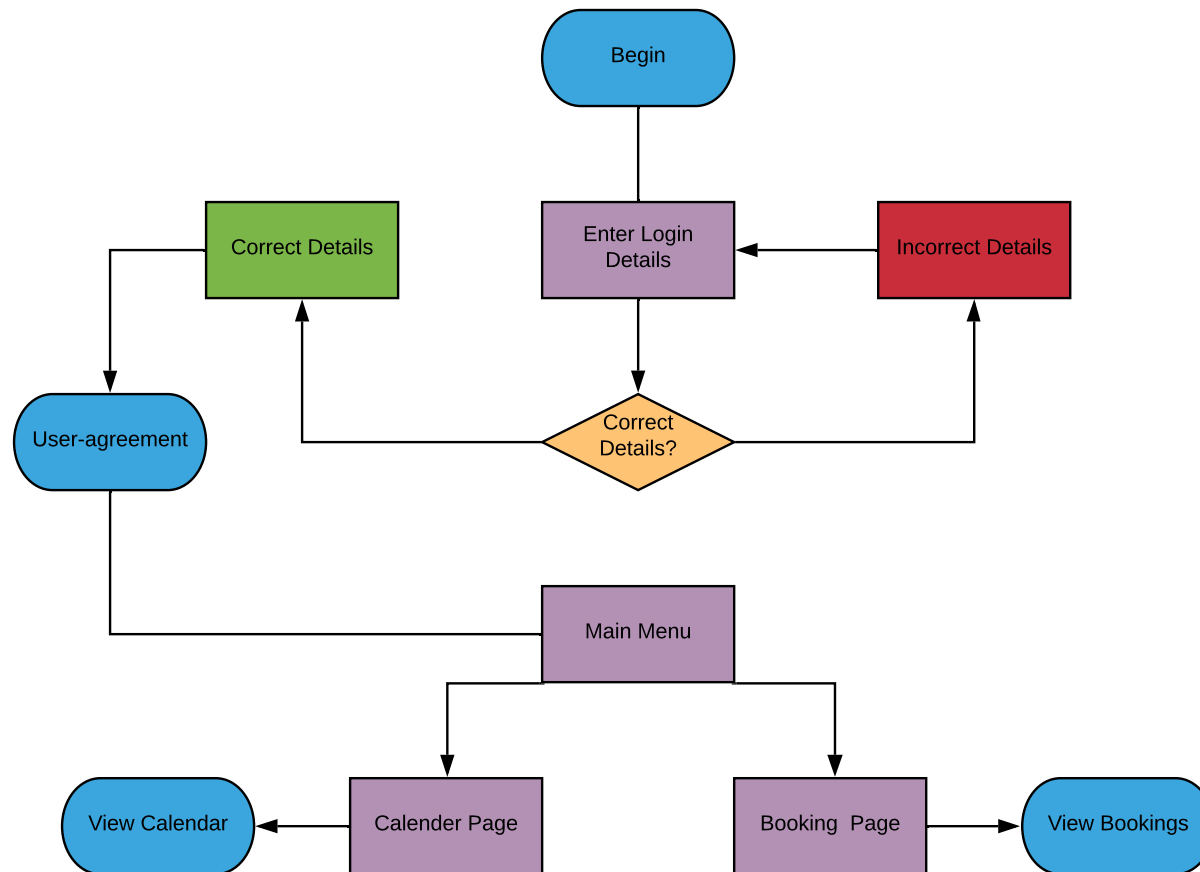 Begin
Correct Details
Enter Login
Details
Incorrect Details
User-agreement
Correct
Details?
Main Menu
View Calendar
Calender Page
Booking  Page
View Bookings